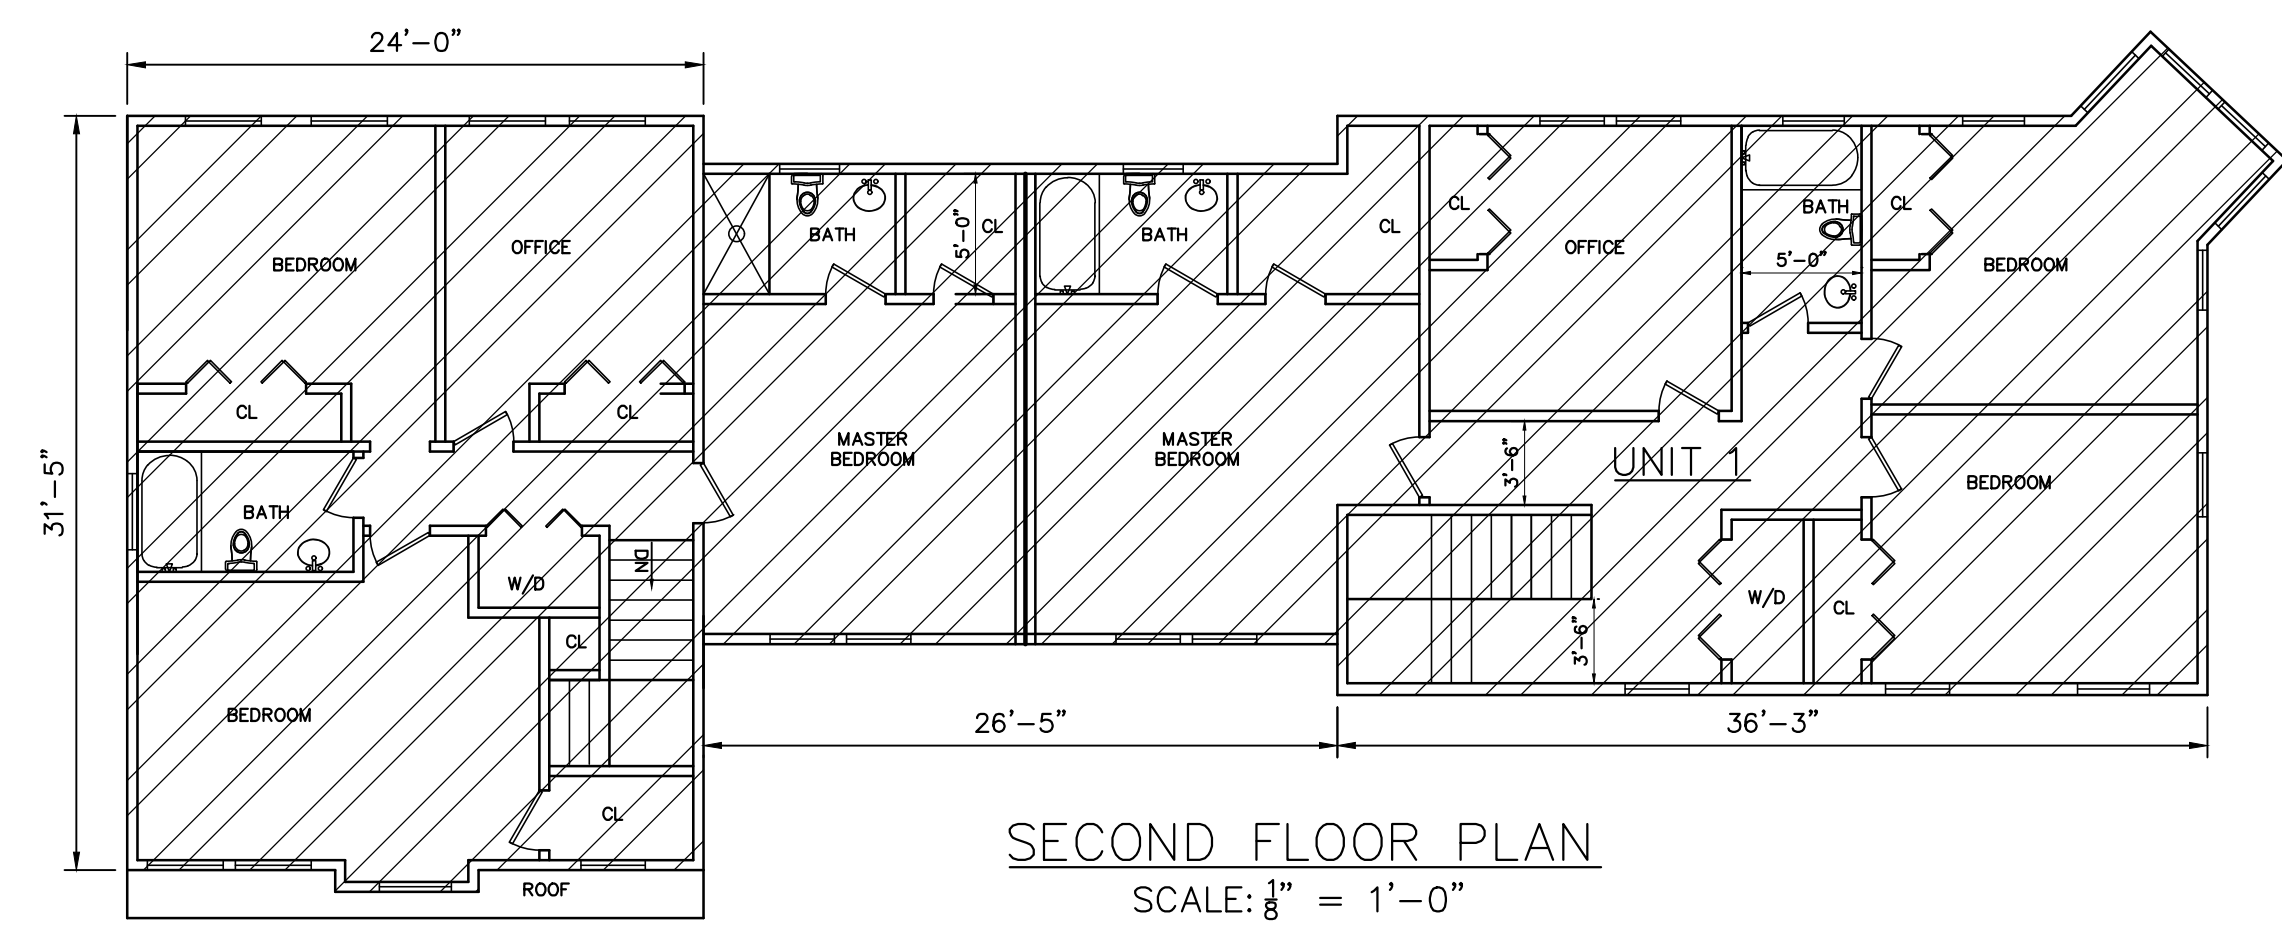 24'-0"
31'-5"
BEDROOM
OFFICE
CL
CL
BATH
BEDROOM
W/D
DN
CL
CL
ROOF
BATH
5'-0"
CL
MASTER
BEDROOM
BATH
CL
MASTER
BEDROOM
CL
OFFICE
BATH
5'-0"
CL
BEDROOM
3'-6"
UNIT 1
BEDROOM
W/D
CL
3'-6"
26'-5"
36'-3"
SECOND FLOOR PLAN
SCALE: 1/8" = 1'-0"